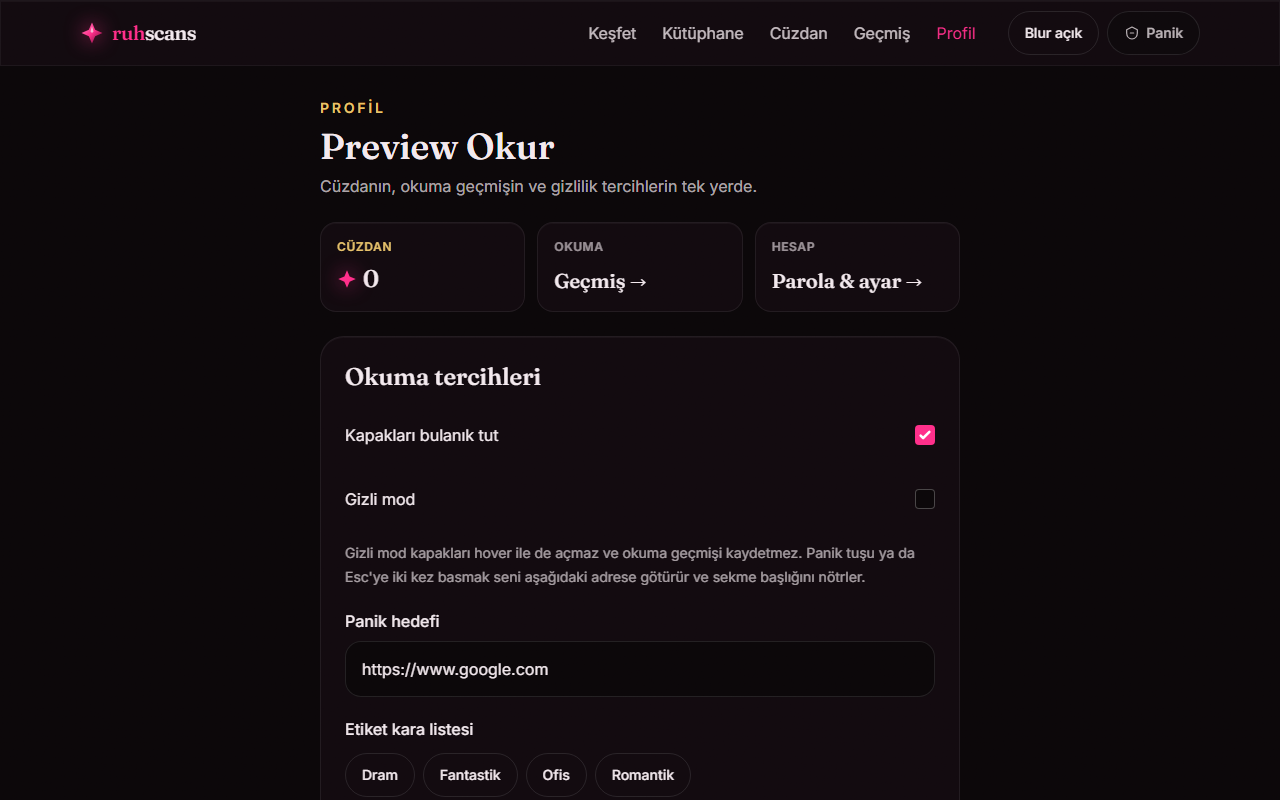 ruhscans
Keşfet
Kütüphane
Cüzdan
Geçmiş
Profil
Blur açık
Panik
PROFİL
Preview Okur
Cüzdanın, okuma geçmişin ve gizlilik tercihlerin tek yerde.
CÜZDAN
0
OKUMA
Geçmiş →
HESAP
Parola & ayar →
Okuma tercihleri
Kapakları bulanık tut
Gizli mod
Gizli mod kapakları hover ile de açmaz ve okuma geçmişi kaydetmez. Panik tuşu ya da
Esc'ye iki kez basmak seni aşağıdaki adrese götürür ve sekme başlığını nötrler.
Panik hedefi
https://www.google.com
Etiket kara listesi
Dram
Fantastik
Ofis
Romantik